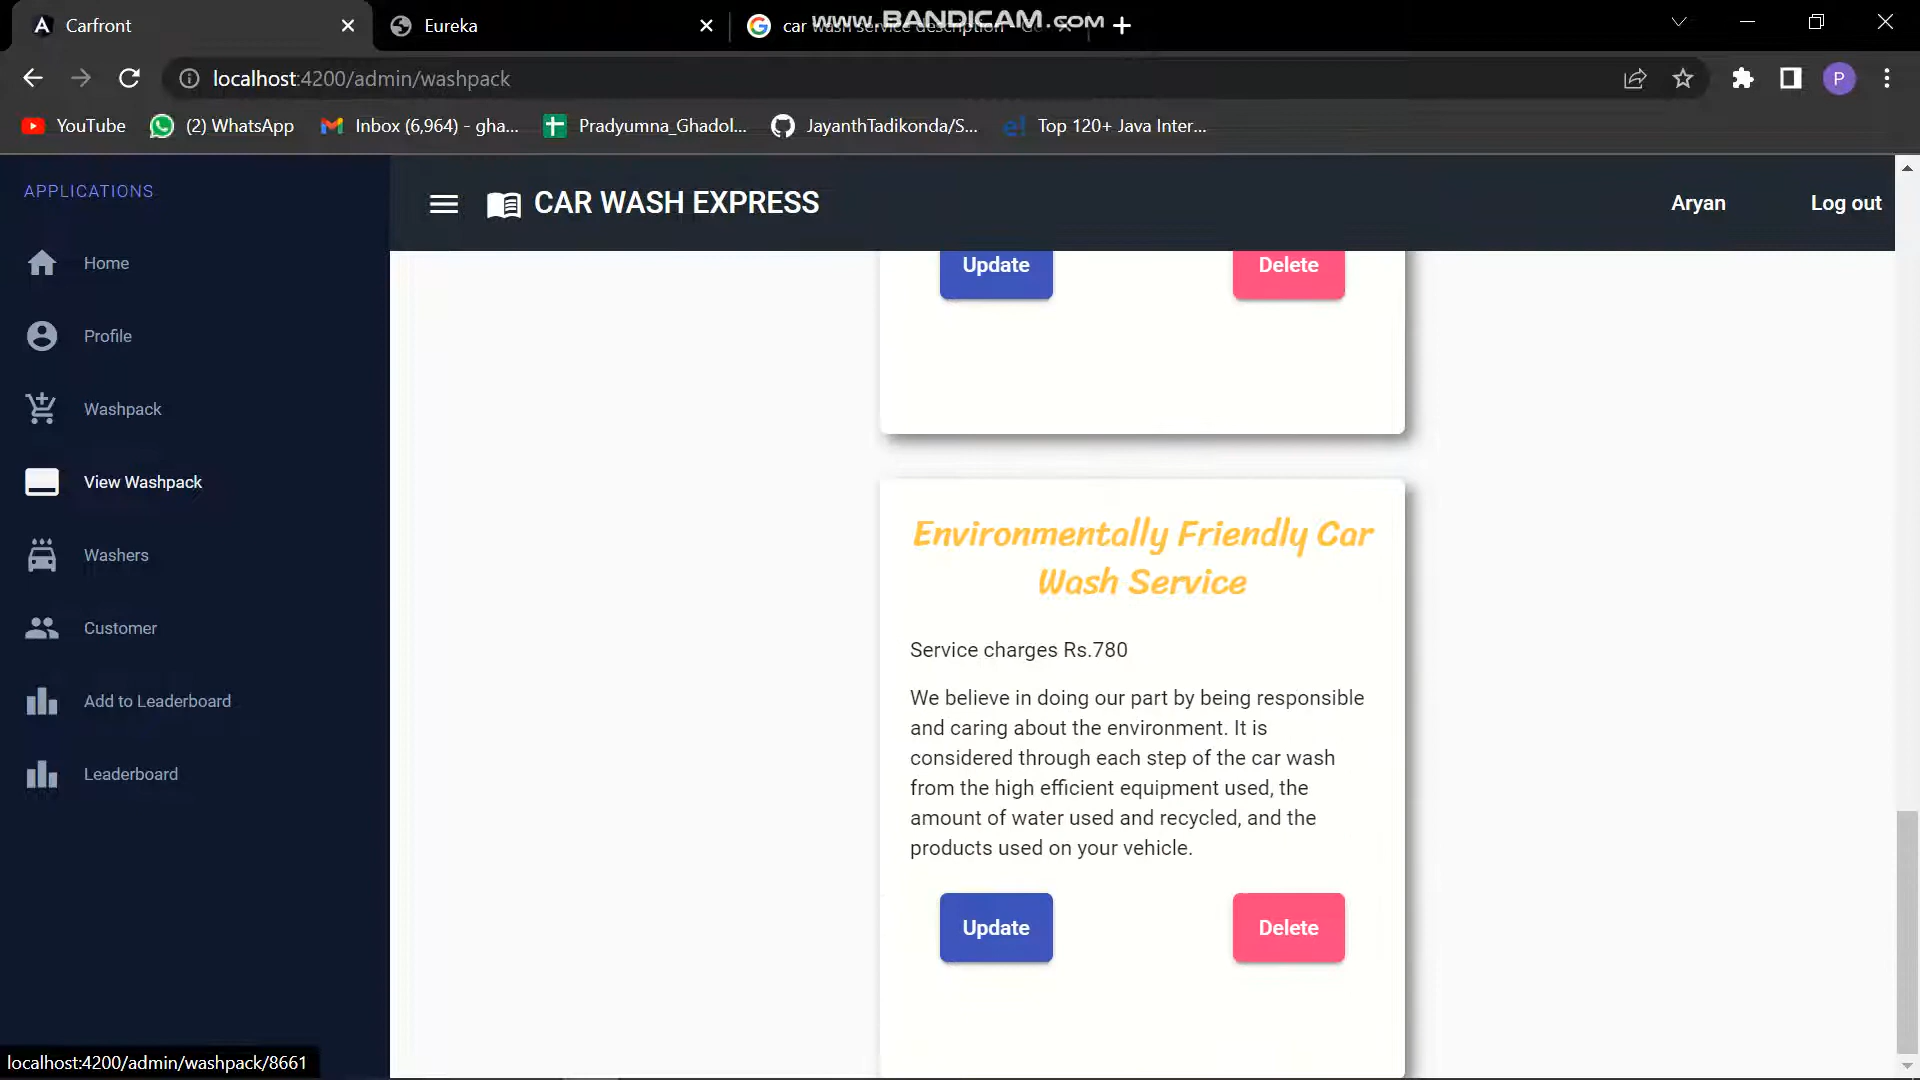 Carfront
Eureka
car wash service description - Go
www.BANDICAM.com
localhost:4200/admin/washpack
P
YouTube
(2) WhatsApp
Inbox (6,964) - gha...
Pradyumna_Ghadol...
JayanthTadikonda/S...
e!
Top 120+ Java Inter...
APPLICATIONS
CAR WASH EXPRESS
Aryan
Log out
Home
Profile
Washpack
View Washpack
Washers
Customer
Add to Leaderboard
Leaderboard
Update
Delete
Environmentally Friendly Car
Wash Service
Service charges Rs.780
We believe in doing our part by being responsible
and caring about the environment. It is
considered through each step of the car wash
from the high efficient equipment used, the
amount of water used and recycled, and the
products used on your vehicle.
Update
Delete
localhost:4200/admin/washpack/8661